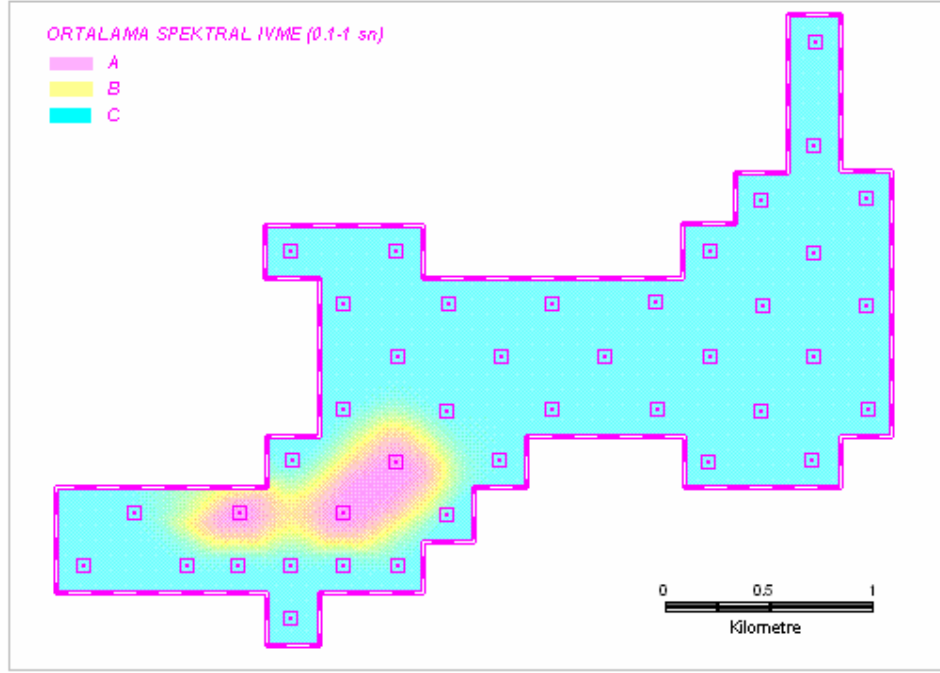 ORTALAMA SPEKTRAL IVME (0.1-1 sn)
A
B
C
0 0.5 1
Kilometre